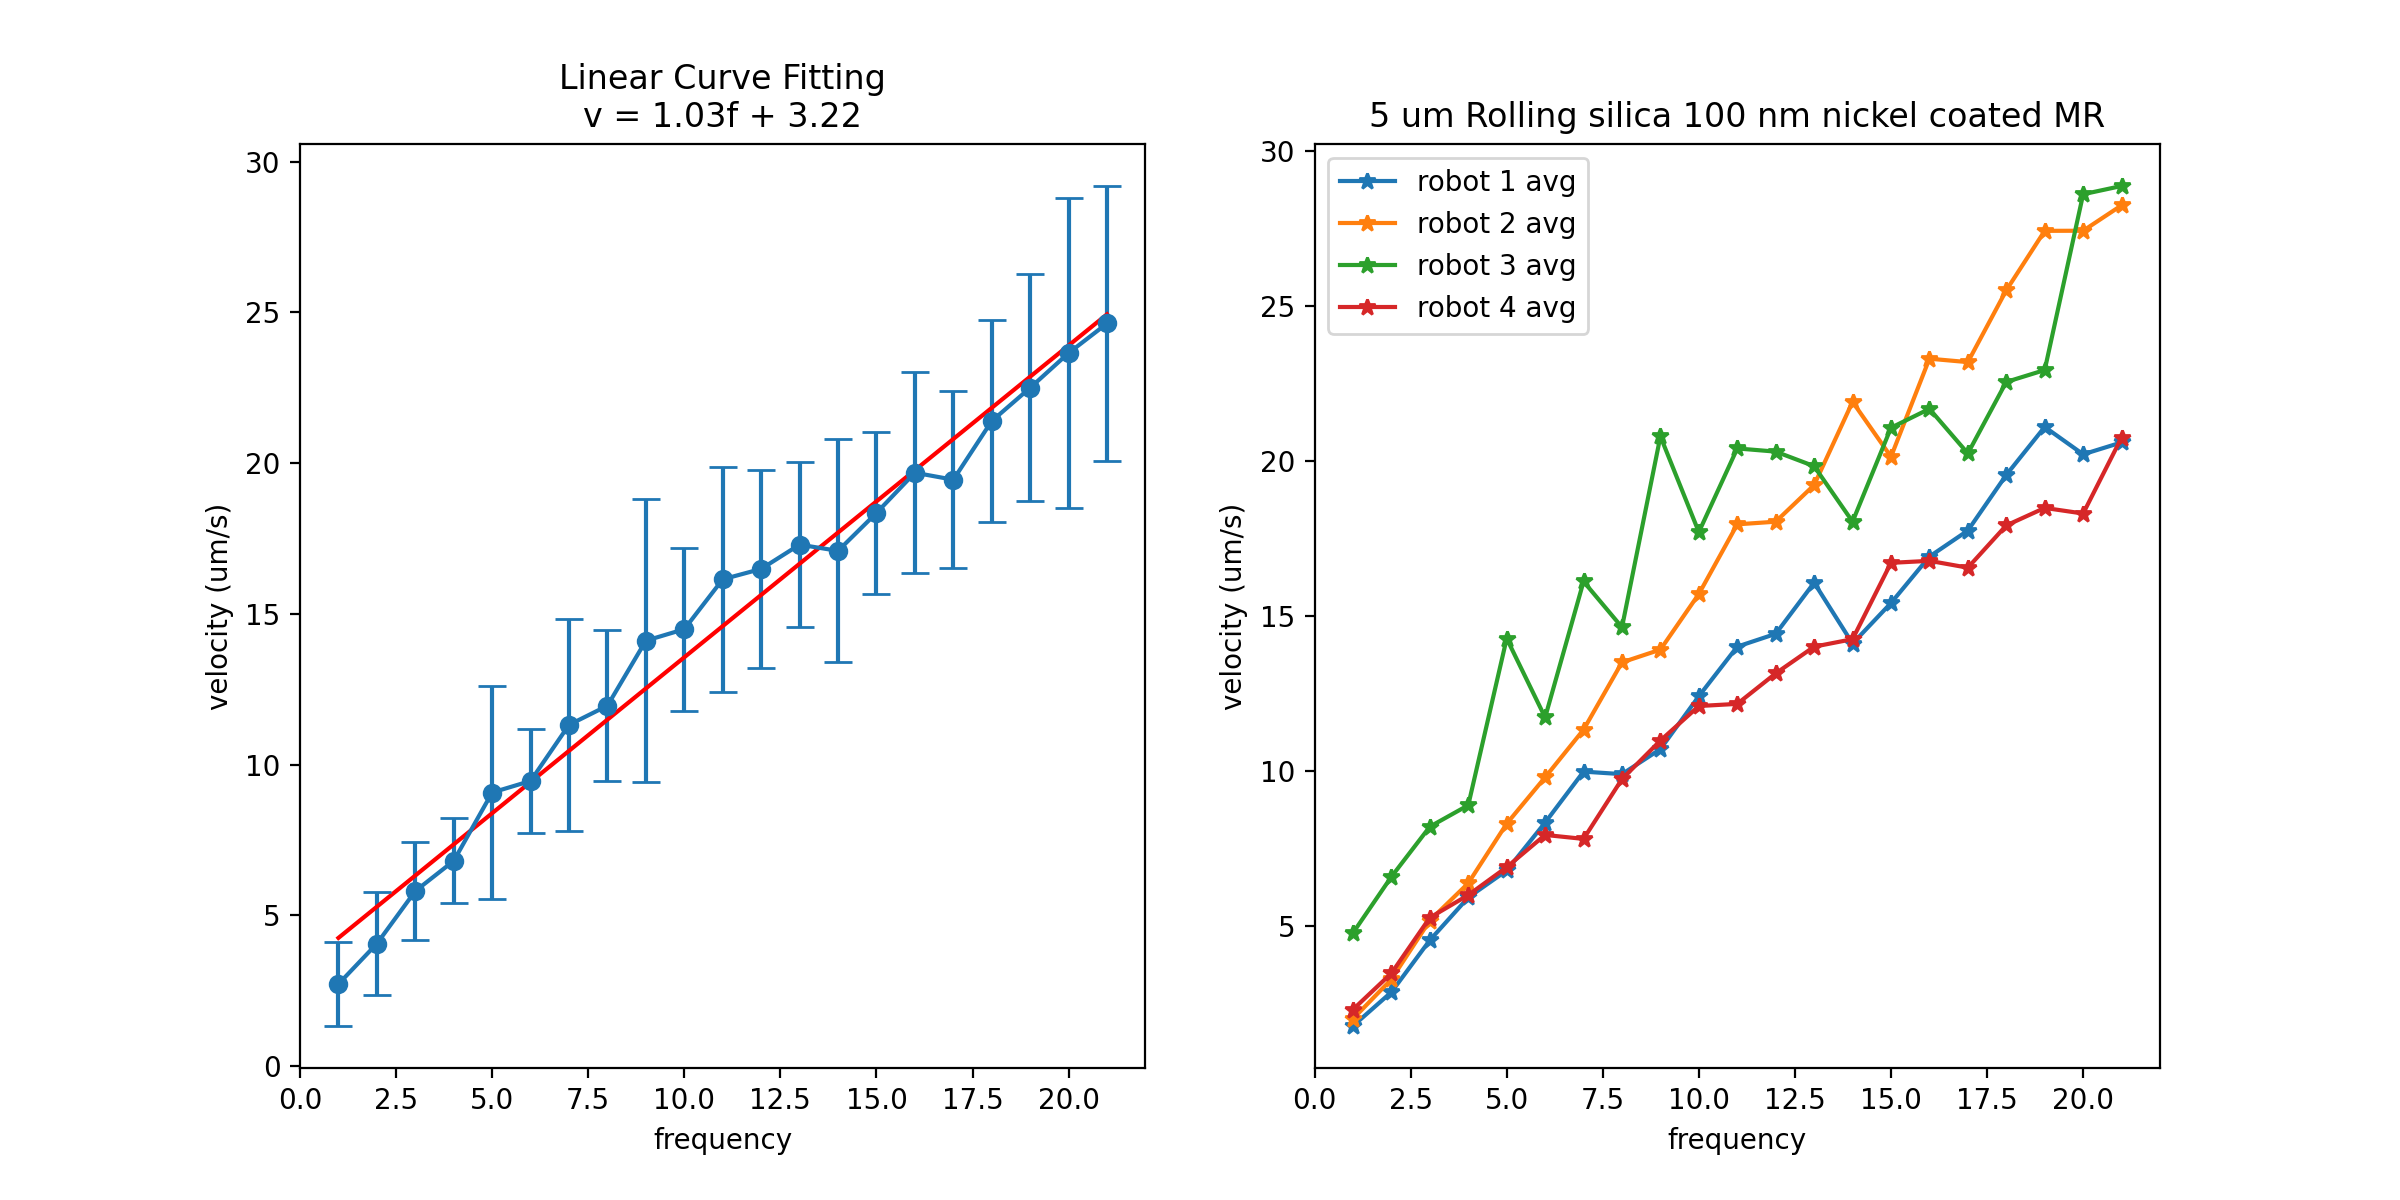 Linear Curve Fitting
v = 1.03f + 3.22
30
25
20
15
10
5
0
velocity (um/s)
0.0 2.5 5.0 7.5 10.0 12.5 15.0 17.5 20.0
frequency
5 um Rolling silica 100 nm nickel coated MR
robot 1 avg
robot 2 avg
robot 3 avg
robot 4 avg
30
25
20
15
10
5
velocity (um/s)
0.0 2.5 5.0 7.5 10.0 12.5 15.0 17.5 20.0
frequency